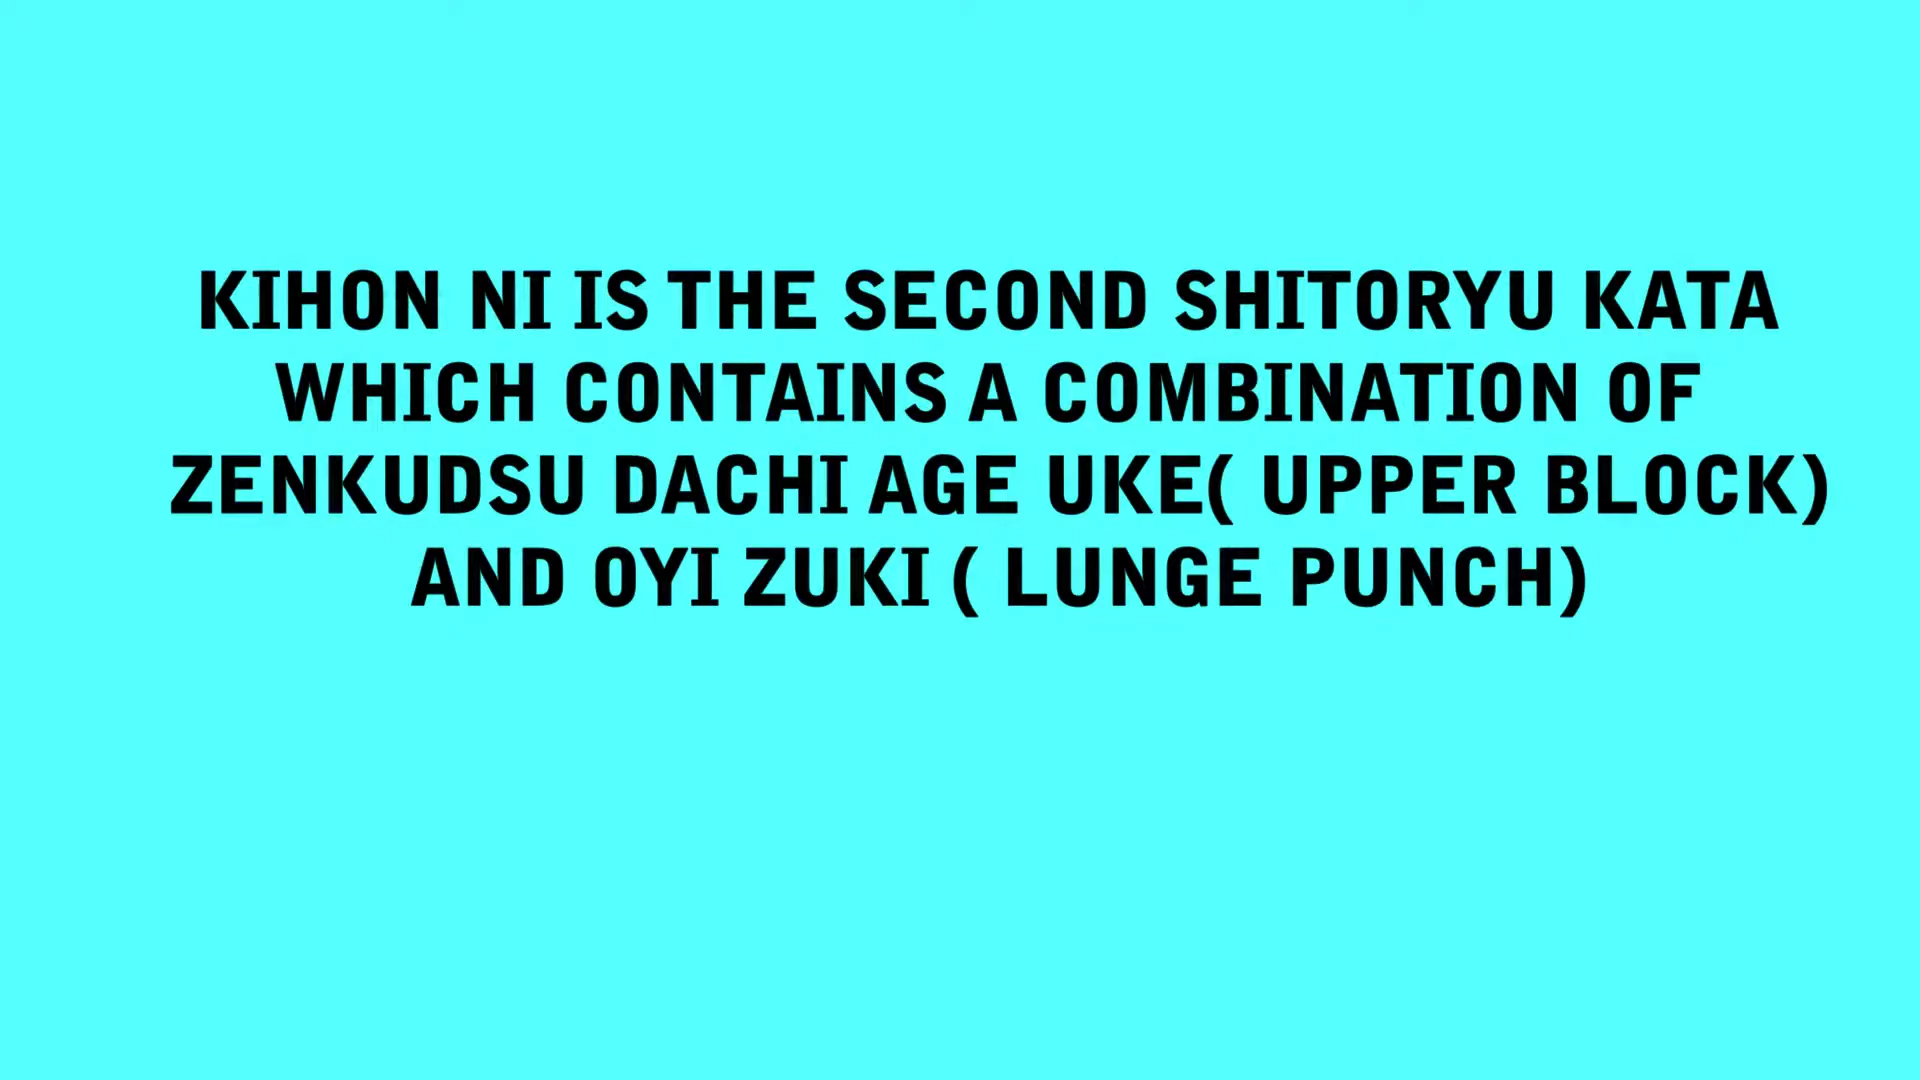 KIHON NI IS THE SECOND SHITORYU KATA
WHICH CONTAINS A COMBINATION OF
ZENKUDSU DACHI AGE UKE( UPPER BLOCK)
AND OYI ZUKI ( LUNGE PUNCH)